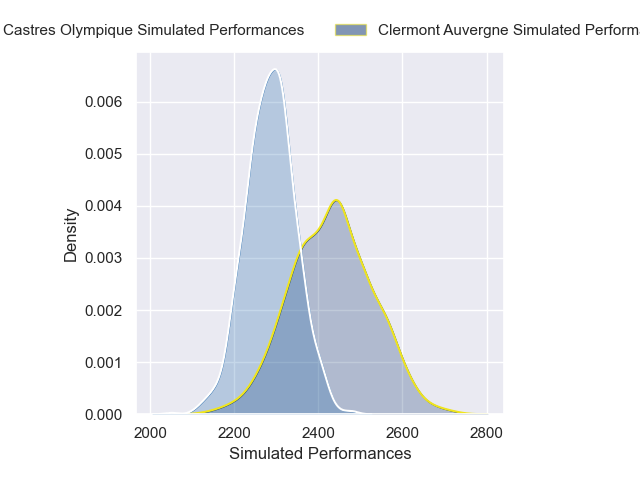 Castres Olympique Simulated Performances
Clermont Auvergne Simulated Perform
0.006
0.005
0.004
0.003
0.002
0.001
0.000
Density
2000 2200 2400 2600 2800
Simulated Performances